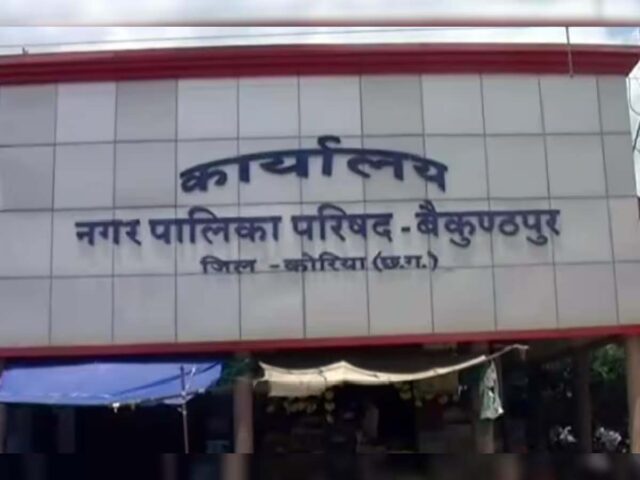 कार्यालय
नगर पालिका परिषद - बैकुण्ठपुर
जिल - कोरिया (छ.ग.)